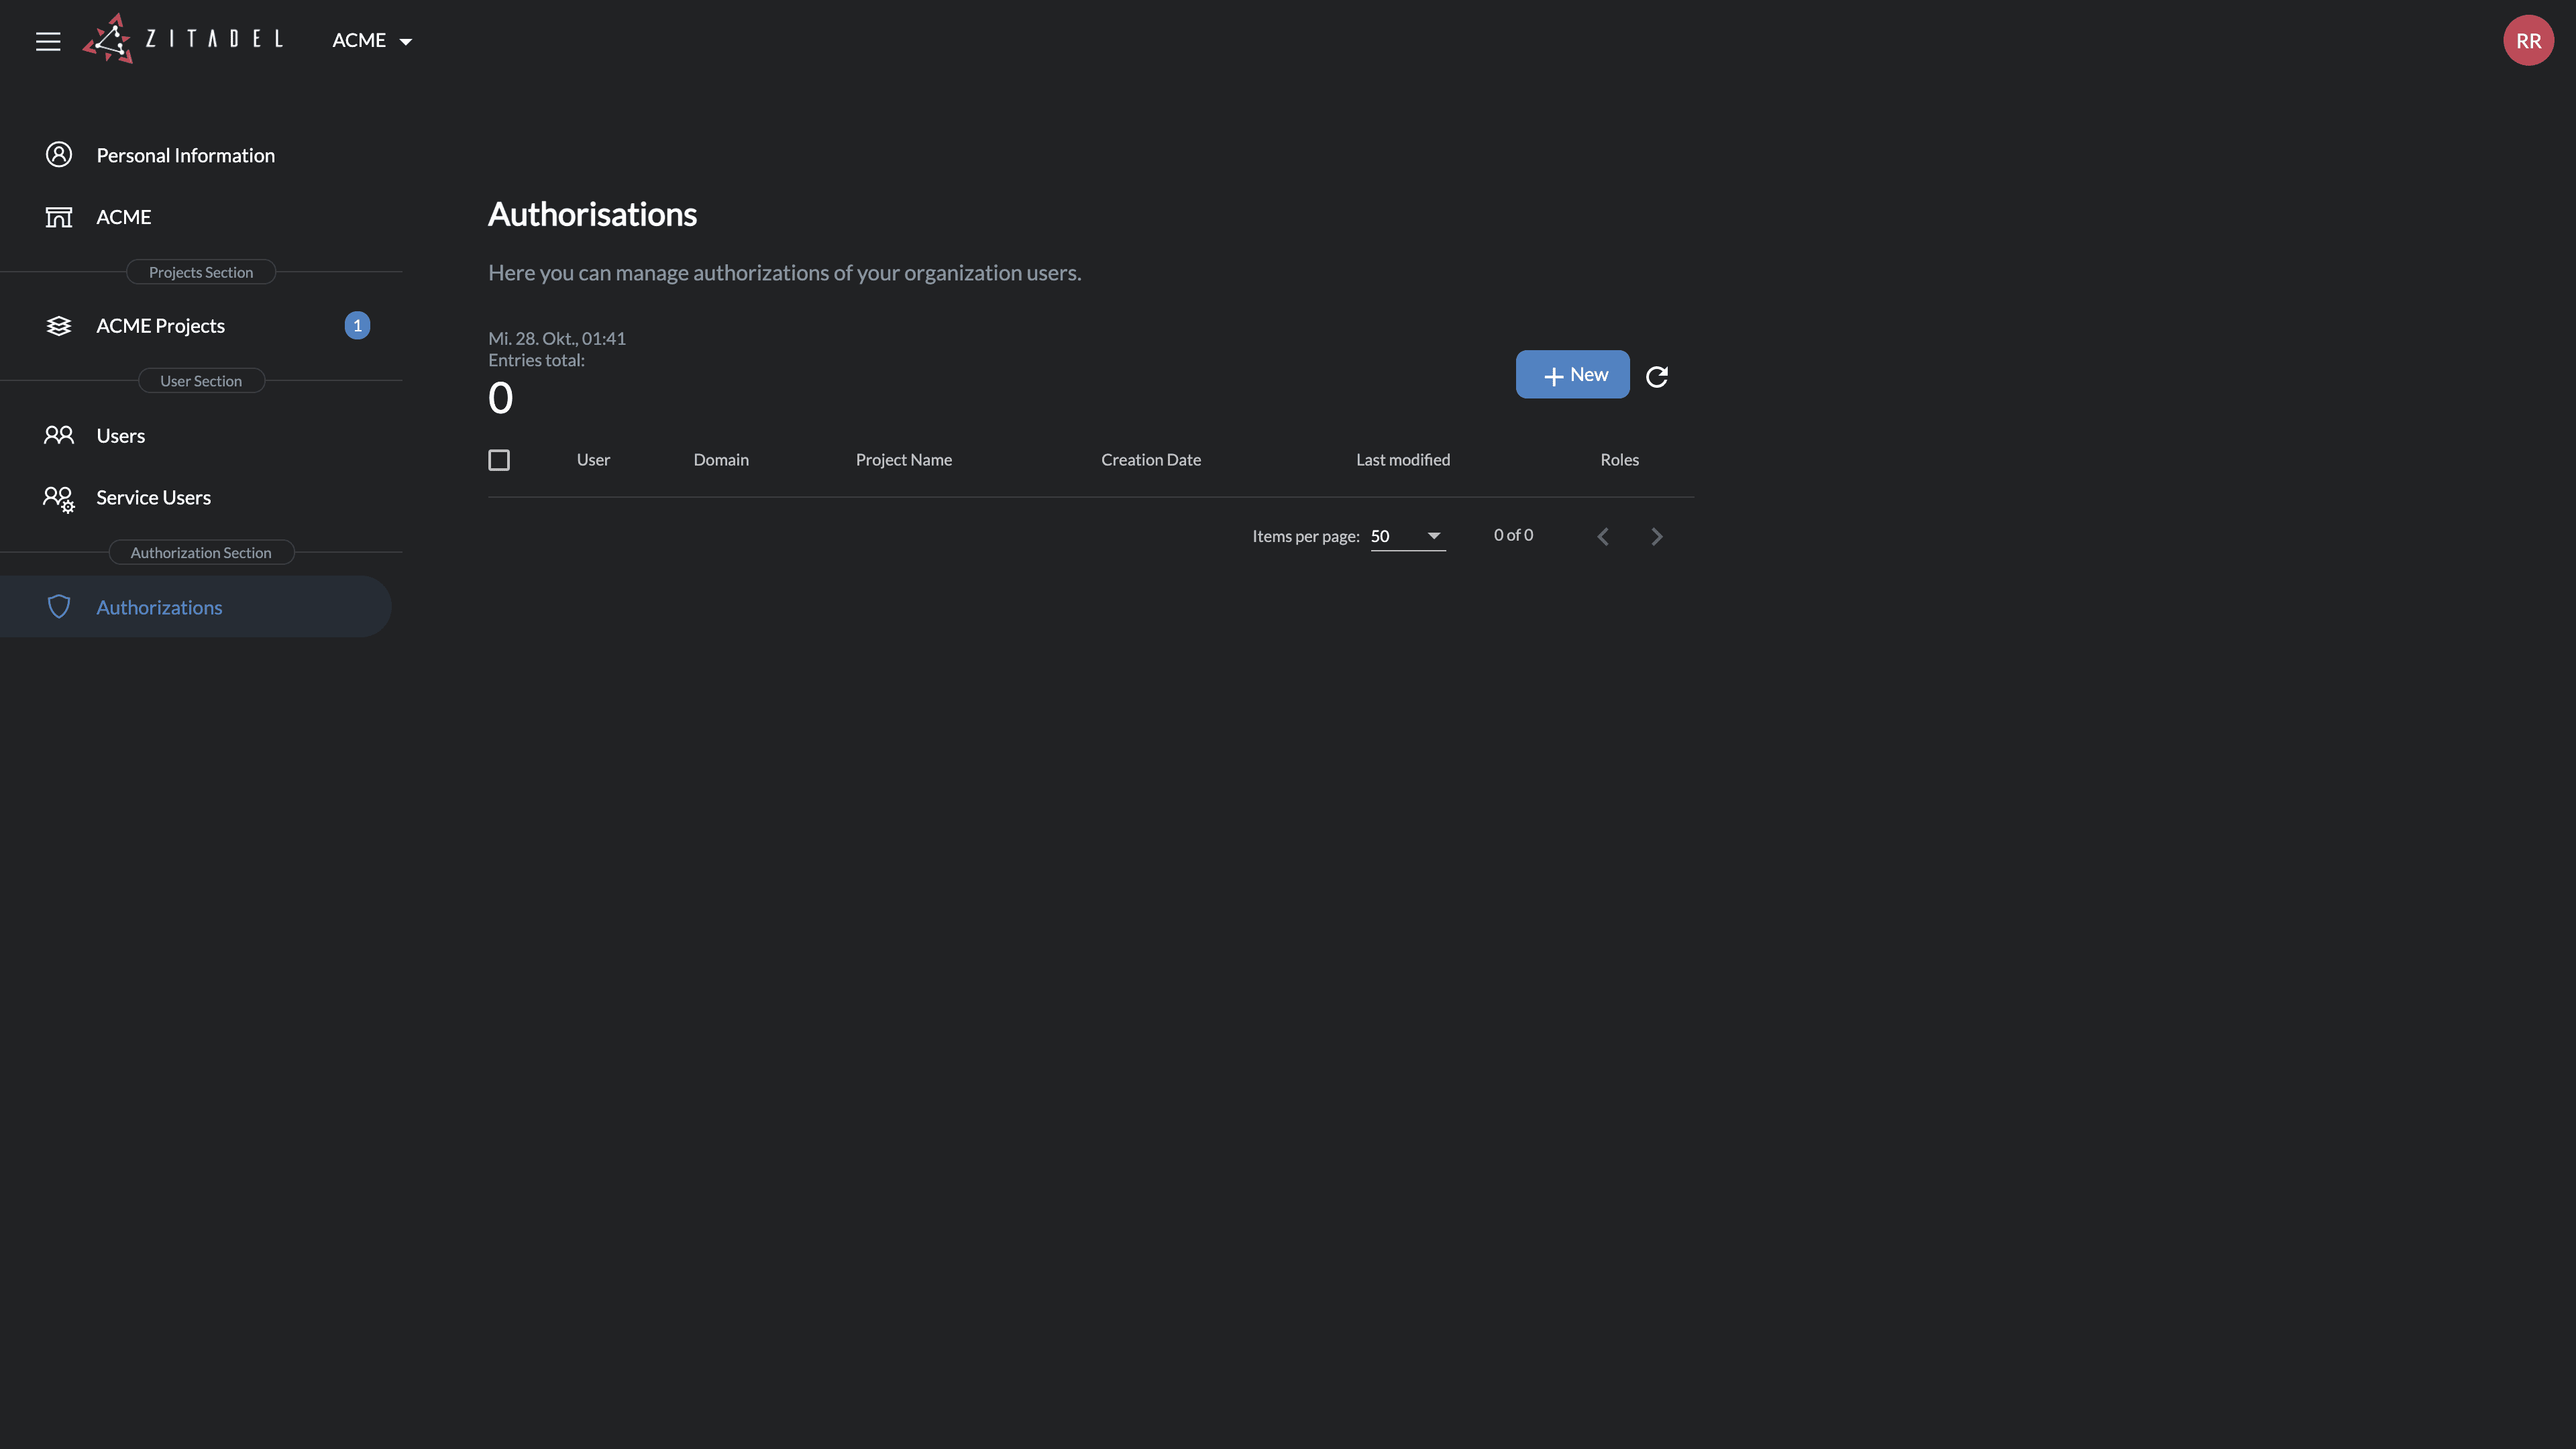 ZITADEL ACME RR
Personal Information
ACME
Projects Section
ACME Projects 1
User Section
Users
Service Users
Authorization Section
Authorizations
Authorisations
Here you can manage authorizations of your organization users.
Mi. 28. Okt., 01:41
Entries total:
0
New
User Domain Project Name Creation Date Last modified Roles
Items per page: 50 0 of 0